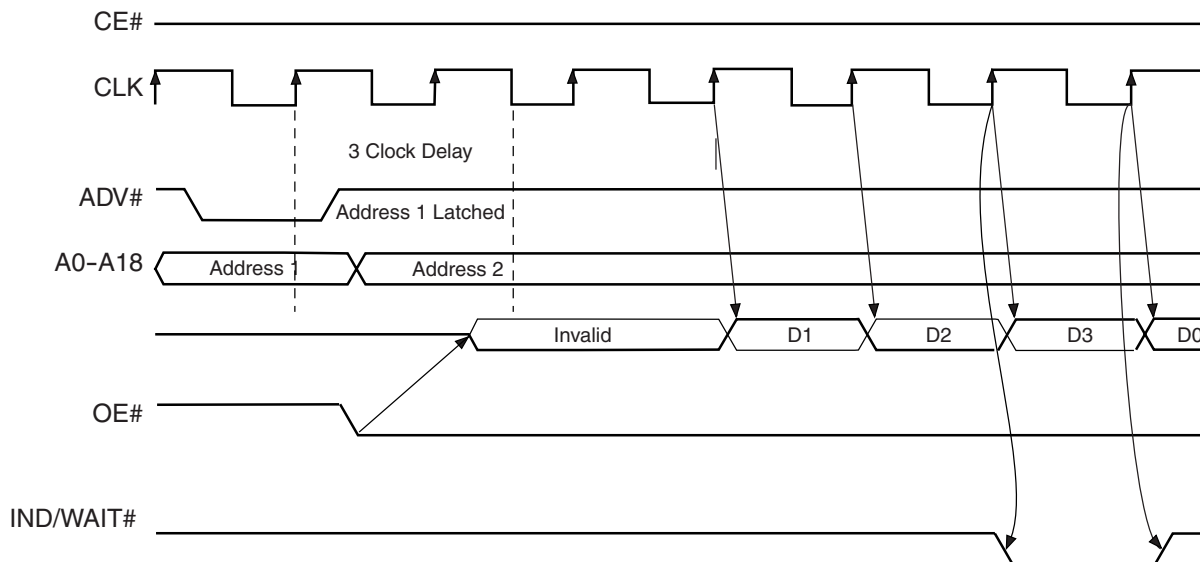 CE#
CLK
3 Clock Delay
ADV#
Address 1 Latched
A0–A18
Address 1
Address 2
Invalid
D1
D2
D3
D0
OE#
IND/WAIT#